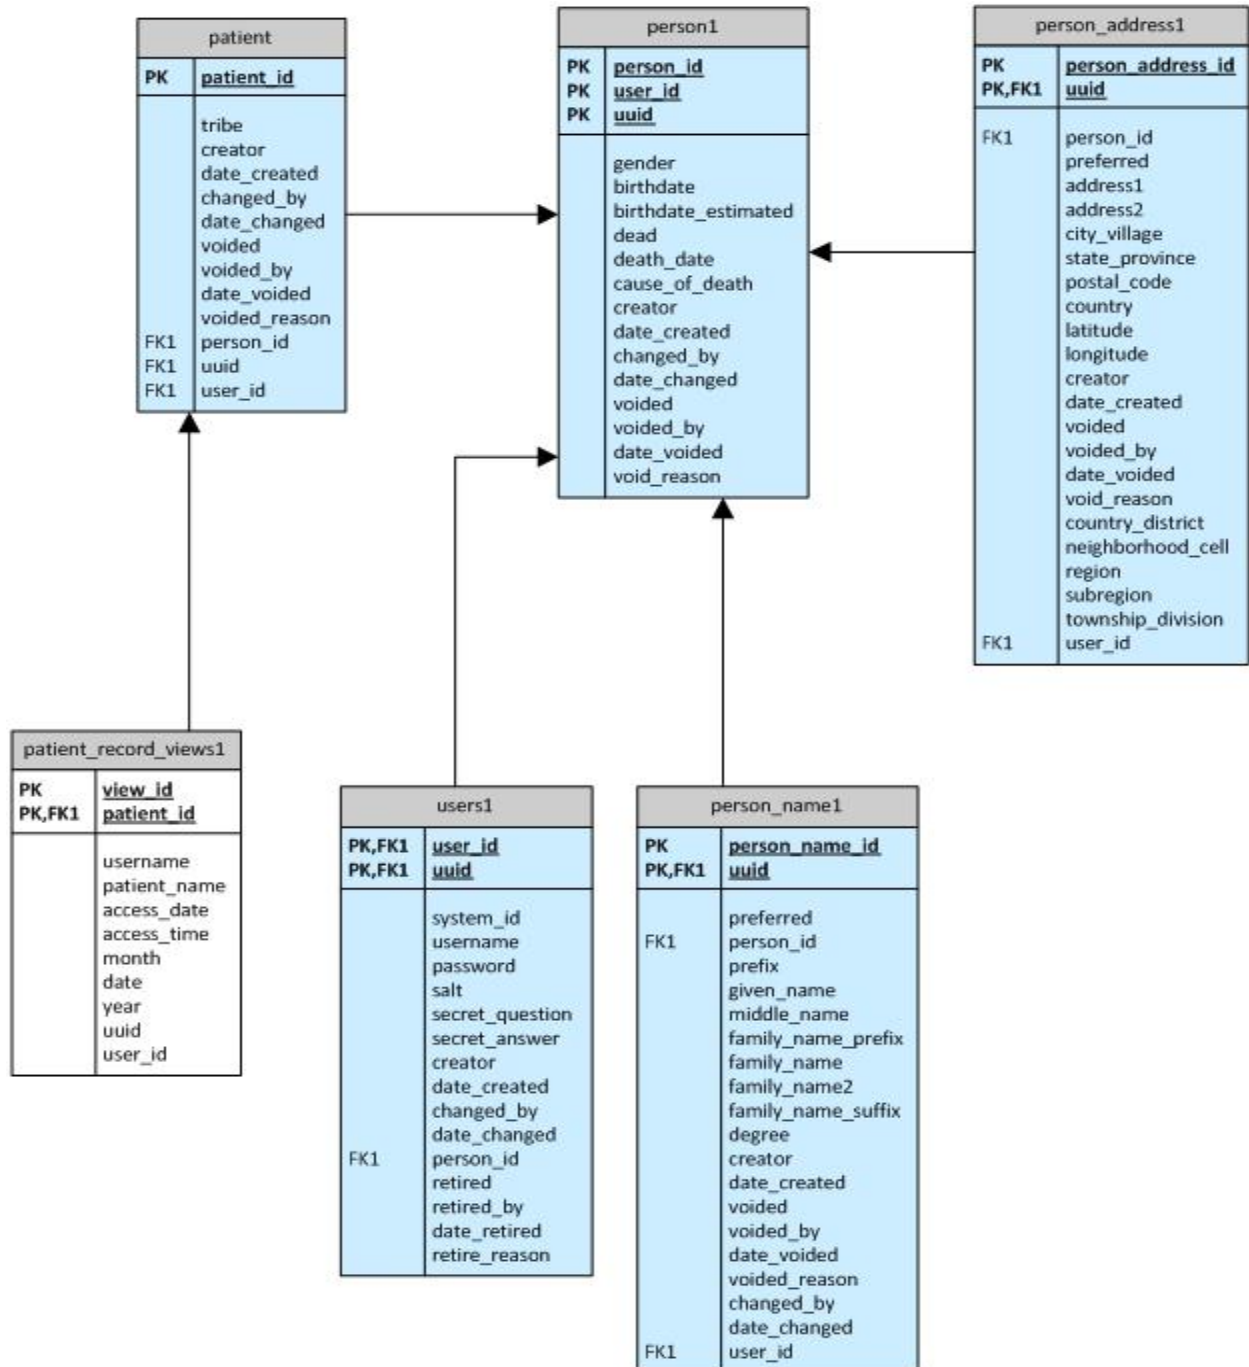 patient
PK patient_id
tribe
creator
date_created
changed_by
date_changed
voided
voided_by
date_voided
voided_reason
FK1 person_id
FK1 uuid
FK1 user_id
person1
PK person_id
PK user_id
PK uuid
gender
birthdate
birthdate_estimated
dead
death_date
cause_of_death
creator
date_created
changed_by
date_changed
voided
voided_by
date_voided
void_reason
person_address1
PK person_address_id
PK,FK1 uuid
FK1 person_id
preferred
address1
address2
city_village
state_province
postal_code
country
latitude
longitude
creator
date_created
voided
voided_by
date_voided
void_reason
country_district
neighborhood_cell
region
subregion
township_division
FK1 user_id
patient_record_views1
PK view_id
PK,FK1 patient_id
username
patient_name
access_date
access_time
month
date
year
uuid
user_id
users1
PK,FK1 user_id
PK,FK1 uuid
system_id
username
password
salt
secret_question
secret_answer
creator
date_created
changed_by
date_changed
FK1 person_id
retired
retired_by
date_retired
retire_reason
person_name1
PK person_name_id
PK,FK1 uuid
preferred
FK1 person_id
prefix
given_name
middle_name
family_name_prefix
family_name
family_name2
family_name_suffix
degree
creator
date_created
voided
voided_by
date_voided
voided_reason
changed_by
date_changed
FK1 user_id